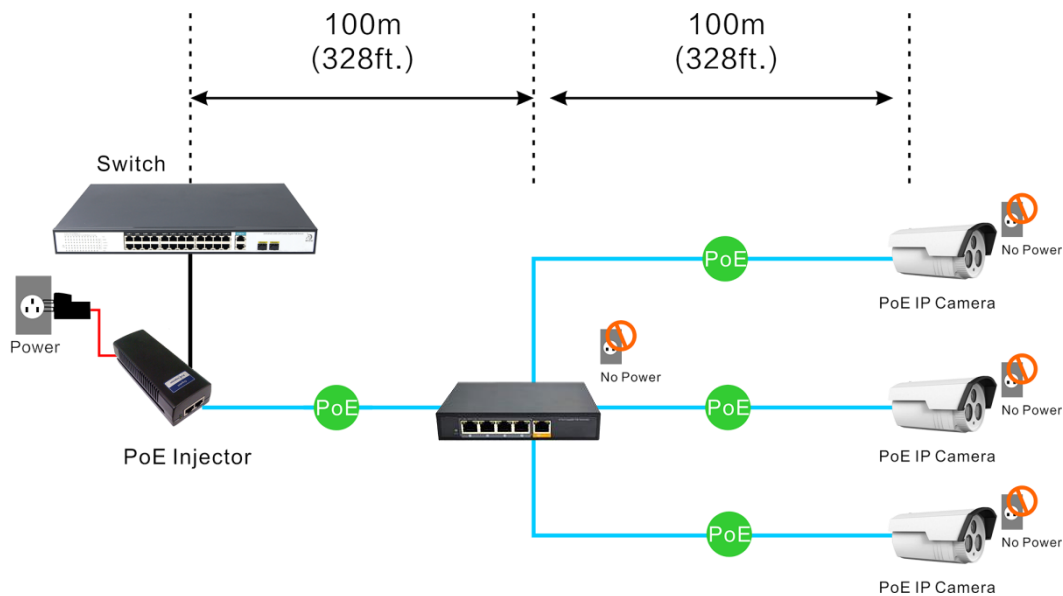 100m
(328ft.)
100m
(328ft.)
Switch
PoE
No Power
PoE IP Camera
Power
No Power
PoE
PoE
No Power
PoE IP Camera
PoE Injector
PoE
No Power
PoE IP Camera